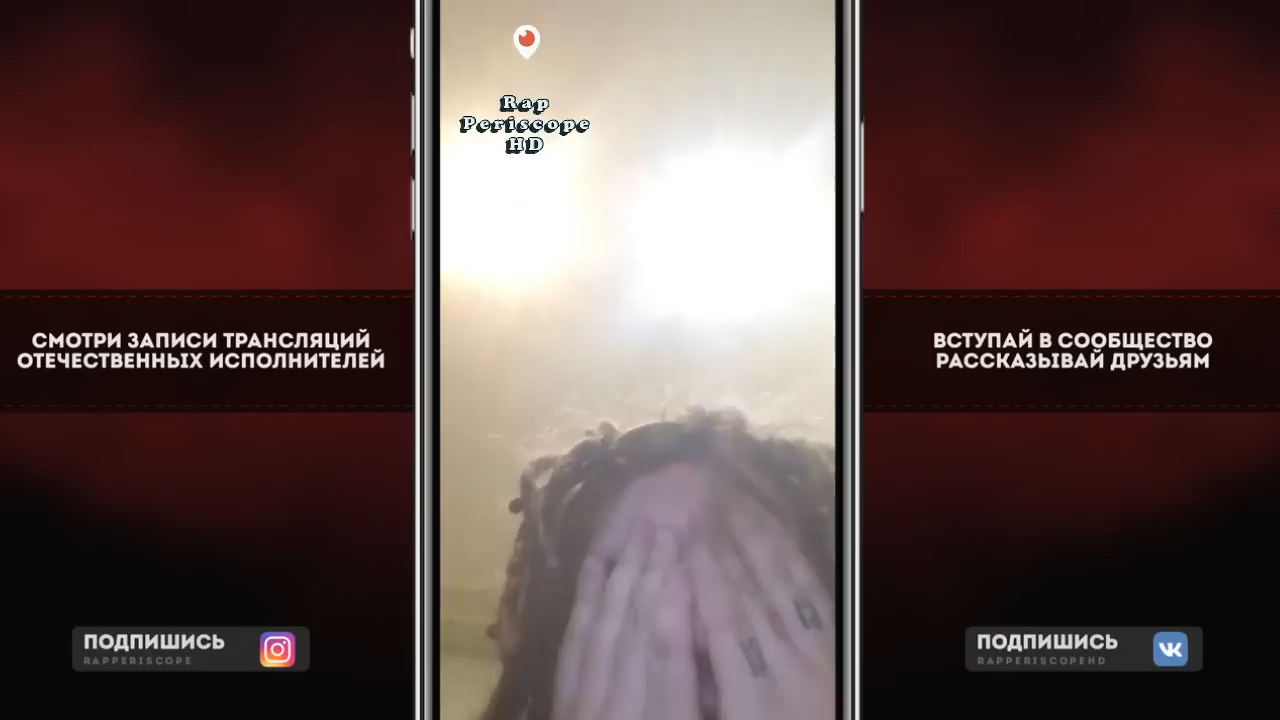 Rap
Periscope
HD
СМОТРИ ЗАПИСИ ТРАНСЛЯЦИЙ
ОТЕЧЕСТВЕННЫХ ИСПОЛНИТЕЛЕЙ
ВСТУПАЙ В СООБЩЕСТВО
РАССКАЗЫВАЙ ДРУЗЬЯМ
ПОДПИШИСЬ
RAPPERISCOPE
ПОДПИШИСЬ
RAPPERISCOPEHD